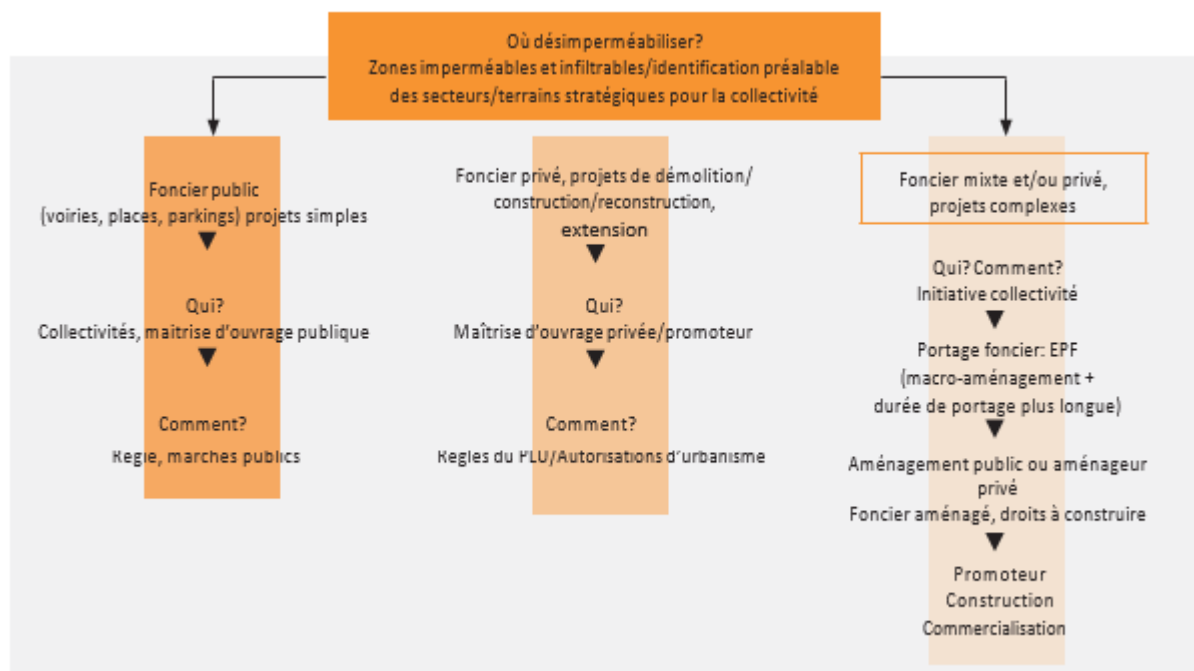 Où désimperméabiliser?
Zones imperméables et infiltrables/identification préalable
des secteurs/terrains stratégiques pour la collectivité
Foncier public
(voiries, places, parkings) projets simples
Qui?
Collectivités, maîtrise d'ouvrage publique
Comment?
Régie, marchés publics
Foncier privé, projets de démolition/
construction/reconstruction,
extension
Qui?
Maîtrise d'ouvrage privée/promoteur
Comment?
Règles du PLU/Autorisations d'urbanisme
Foncier mixte et/ou privé,
projets complexes
Qui? Comment?
Initiative collectivité
Portage foncier: EPF
(macro-aménagement +
durée de portage plus longue)
Aménagement public ou aménageur
privé
Foncier aménagé, droits à construire
Promoteur
Construction
Commercialisation